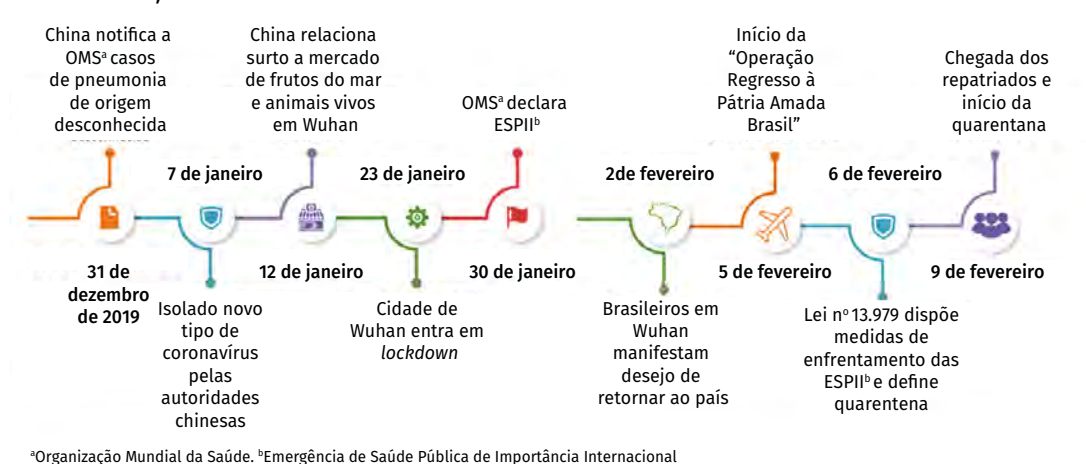 China notifica a
OMSᵃ casos
de pneumonia
de origem
desconhecida
31 de
dezembro
de 2019
7 de janeiro
Isolado novo
tipo de
coronavírus
pelas
autoridades
chinesas
China relaciona
surto a mercado
de frutos do mar
e animais vivos
em Wuhan
12 de janeiro
23 de janeiro
Cidade de
Wuhan entra em
lockdown
OMSᵃ declara
ESPIIᵇ
30 de janeiro
2de fevereiro
Brasileiros em
Wuhan
manifestam
desejo de
retornar ao país
Início da
“Operação
Regresso à
Pátria Amada
Brasil”
5 de fevereiro
6 de fevereiro
Lei nº 13.979 dispõe
medidas de
enfrentamento das
ESPIIᵇ e define
quarentena
Chegada dos
repatriados e
início da
quarentana
9 de fevereiro
ᵃOrganização Mundial da Saúde. ᵇEmergência de Saúde Pública de Importância Internacional